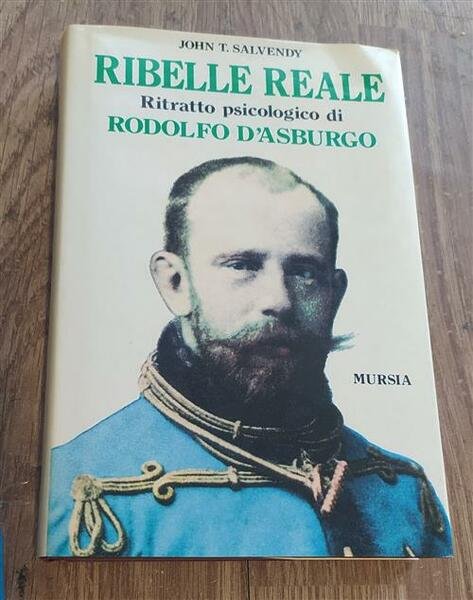 JOHN T. SALVENDY
RIBELLE REALE
Ritratto psicologico di
RODOLFO D'ASBURGO
MURSIA